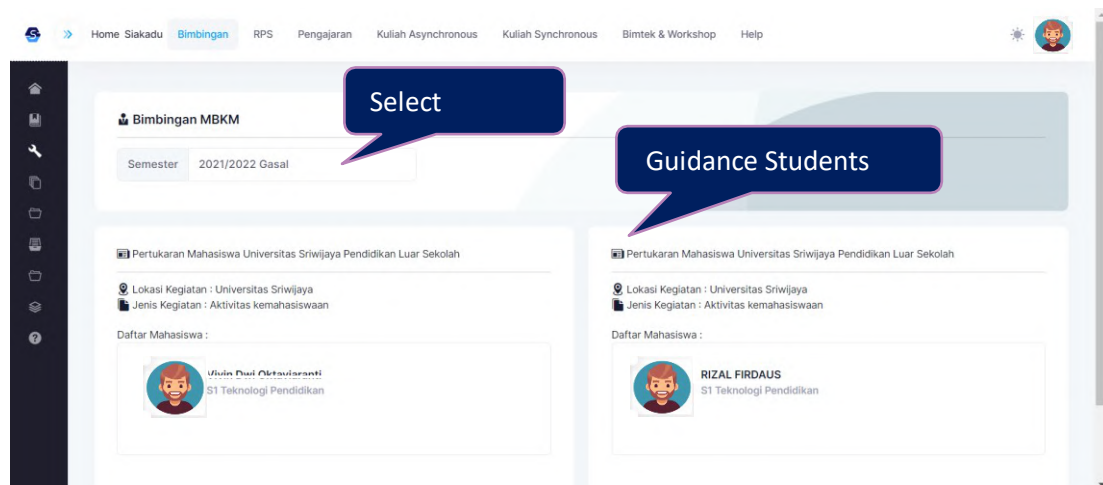 Home Siakadu Bimbingan RPS Pengajaran Kuliah Asynchronous Kuliah Synchronous Bimtek & Workshop Help
Select
Bimbingan MBKM
Semester 2021/2022 Gasal
Guidance Students
Pertukaran Mahasiswa Universitas Sriwijaya Pendidikan Luar Sekolah
Lokasi Kegiatan : Universitas Sriwijaya
Jenis Kegiatan : Aktivitas kemahasiswaan
Daftar Mahasiswa :
Vivin Dwi Oktaviaranti
S1 Teknologi Pendidikan
Pertukaran Mahasiswa Universitas Sriwijaya Pendidikan Luar Sekolah
Lokasi Kegiatan : Universitas Sriwijaya
Jenis Kegiatan : Aktivitas kemahasiswaan
Daftar Mahasiswa :
RIZAL FIRDAUS
S1 Teknologi Pendidikan